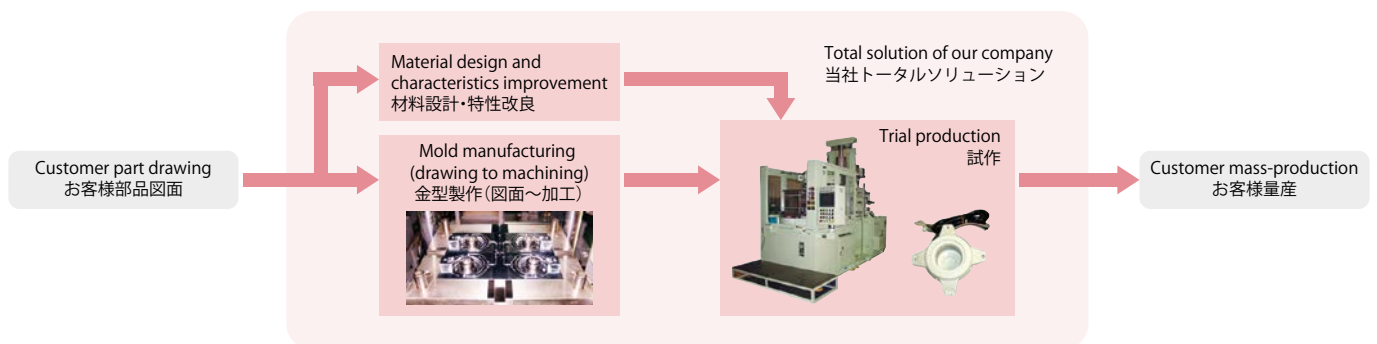 Customer part drawing
お客様部品図面
Material design and
characteristics improvement
材料設計・特性改良
Mold manufacturing
(drawing to machining)
金型製作(図面～加工)
Total solution of our company
当社トータルソリューション
Trial production
試作
Customer mass-production
お客様量産